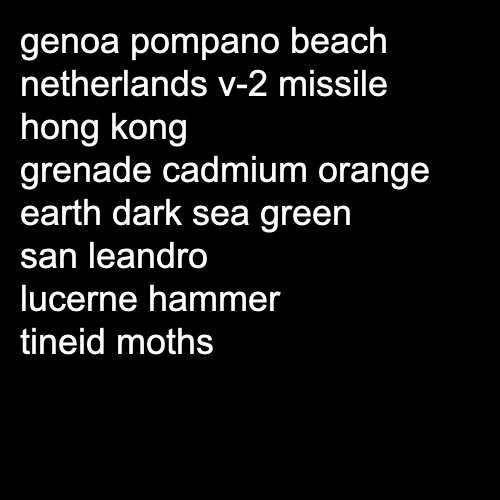 genoa pompano beach
netherlands v-2 missile
hong kong
grenade cadmium orange
earth dark sea green
san leandro
lucerne hammer
tineid moths